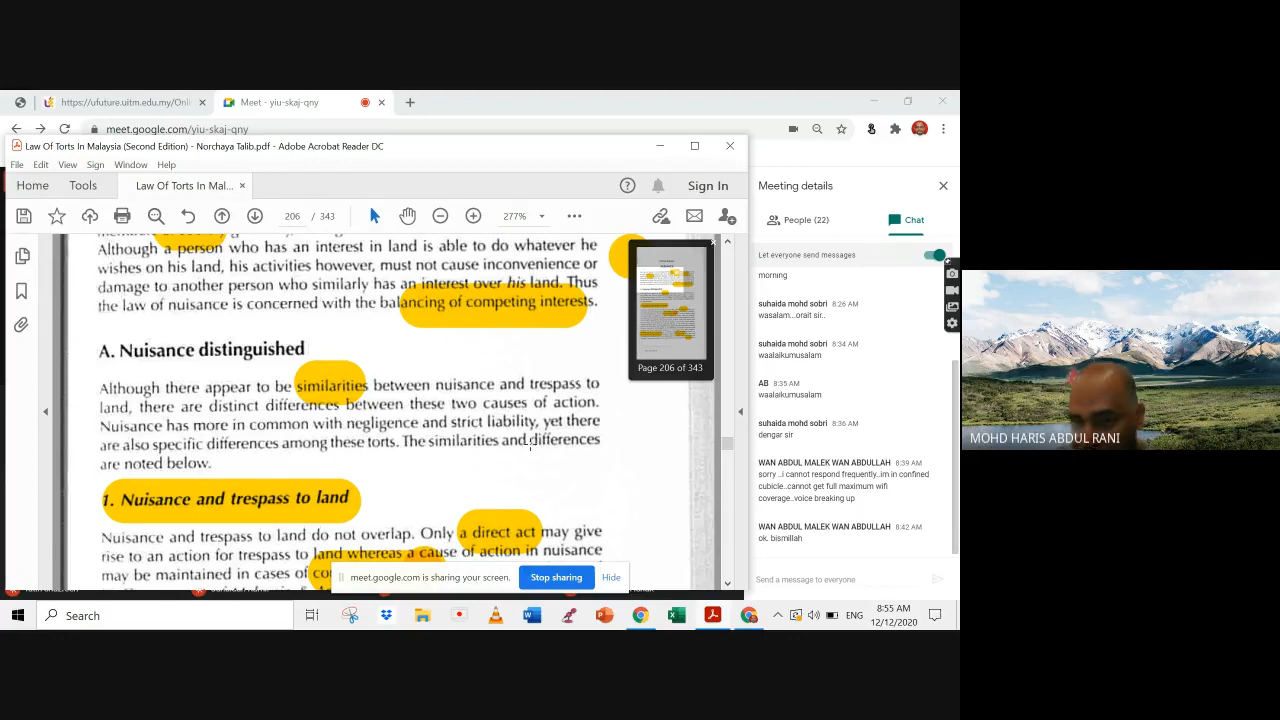 https://ufuture.uitm.edu.my/Onli
Meet - yiu-skaj-qny
meet.google.com/yiu-skaj-qny
Law Of Torts In Malaysia (Second Edition) - Norchaya Talib.pdf - Adobe Acrobat Reader DC
File Edit View Sign Window Help
Home Tools Law Of Torts In Mal... Sign In
206 / 343 277%
Although a person who has an interest in land is able to do whatever he
wishes on his land, his activities however, must not cause inconvenience or
damage to another person who similarly has an interest over his land. Thus
the law of nuisance is concerned with the balancing of competing interests.
A. Nuisance distinguished
Although there appear to be similarities between nuisance and trespass to
land, there are distinct differences between these two causes of action.
Nuisance has more in common with negligence and strict liability, yet there
are also specific differences among these torts. The similarities and differences
are noted below.
1. Nuisance and trespass to land
Nuisance and trespass to land do not overlap. Only a direct act may give
rise to an action for trespass to land whereas a cause of action in nuisance
may be maintained in cases of
Page 206 of 343
meet.google.com is sharing your screen.
Stop sharing
Hide
Meeting details
People (22)
Chat
Let everyone send messages
morning
suhaida mohd sobri 8:26 AM
wasalam...orait sir..
suhaida mohd sobri 8:34 AM
waalaikumusalam
AB 8:35 AM
waalaikumusalam
suhaida mohd sobri 8:36 AM
dengar sir
WAN ABDUL MALEK WAN ABDULLAH 8:39 AM
sorry ..i cannot respond frequently..im in confined
cubicle..cannot get full maximum wifi
coverage..voice breaking up
WAN ABDUL MALEK WAN ABDULLAH 8:42 AM
ok. bismillah
Send a message to everyone
MOHD HARIS ABDUL RANI
Search
ENG
8:55 AM
12/12/2020